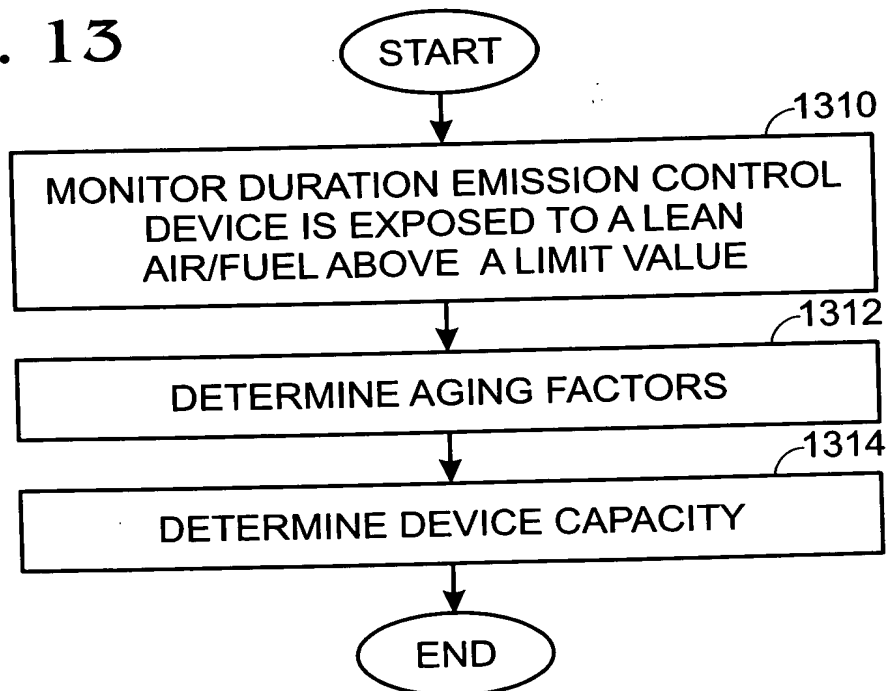 . 13
START
1310
MONITOR DURATION EMISSION CONTROL
DEVICE IS EXPOSED TO A LEAN
AIR/FUEL ABOVE A LIMIT VALUE
1312
DETERMINE AGING FACTORS
1314
DETERMINE DEVICE CAPACITY
END